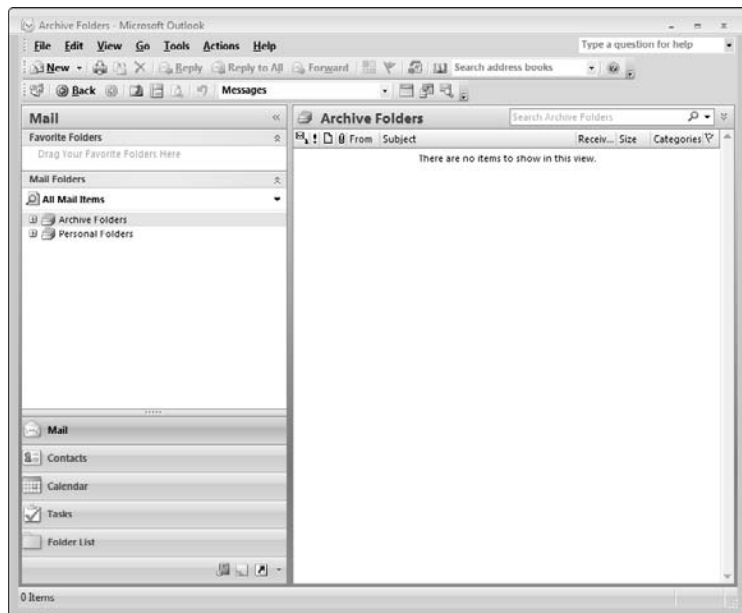 Archive Folders - Microsoft Outlook
File Edit View Go Tools Actions Help
Type a question for help
New Reply Reply to All Forward Search address books
Back Messages
Mail
Favorite Folders
Drag Your Favorite Folders Here
Mail Folders
All Mail Items
Archive Folders
Personal Folders
Mail
Contacts
Calendar
Tasks
Folder List
Archive Folders Search Archive Folders
From Subject Receiv... Size Categories
There are no items to show in this view.
0 Items